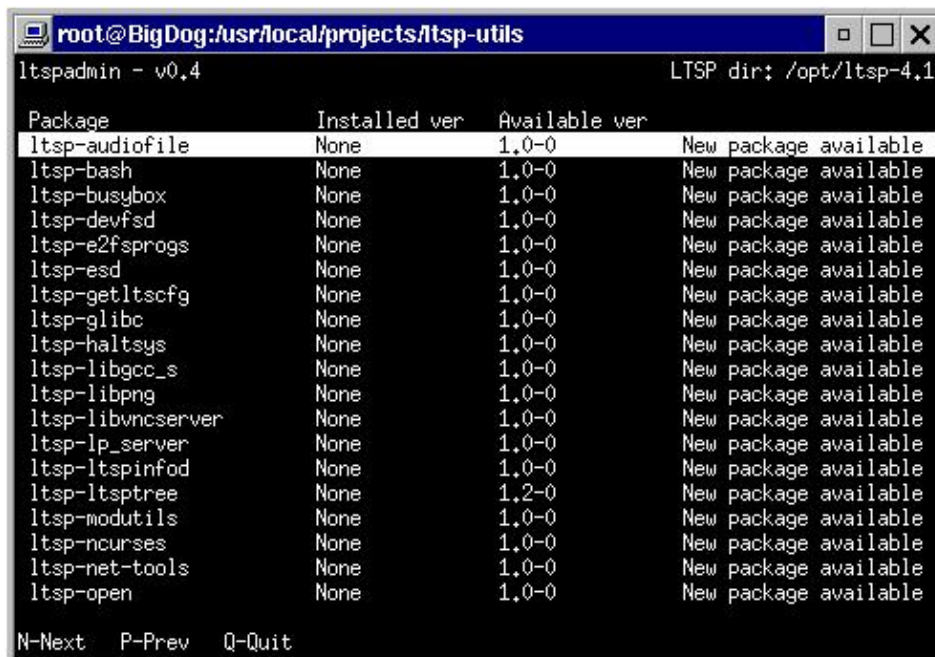 root@BigDog:/usr/local/projects/ltsp-utils
ltspadmin - v0.4 LTSP dir: /opt/ltsp-4.1
Package Installed ver Available ver
ltsp-audiofile None 1.0-0 New package available
ltsp-bash None 1.0-0 New package available
ltsp-busybox None 1.0-0 New package available
ltsp-devfsd None 1.0-0 New package available
ltsp-e2fsprogs None 1.0-0 New package available
ltsp-esd None 1.0-0 New package available
ltsp-getltscfg None 1.0-0 New package available
ltsp-glibc None 1.0-0 New package available
ltsp-haltsys None 1.0-0 New package available
ltsp-libgcc_s None 1.0-0 New package available
ltsp-libpng None 1.0-0 New package available
ltsp-libvncserver None 1.0-0 New package available
ltsp-lp_server None 1.0-0 New package available
ltsp-ltspinfod None 1.0-0 New package available
ltsp-ltsptree None 1.2-0 New package available
ltsp-modutils None 1.0-0 New package available
ltsp-ncurses None 1.0-0 New package available
ltsp-net-tools None 1.0-0 New package available
ltsp-open None 1.0-0 New package available
N-Next P-Prev Q-Quit